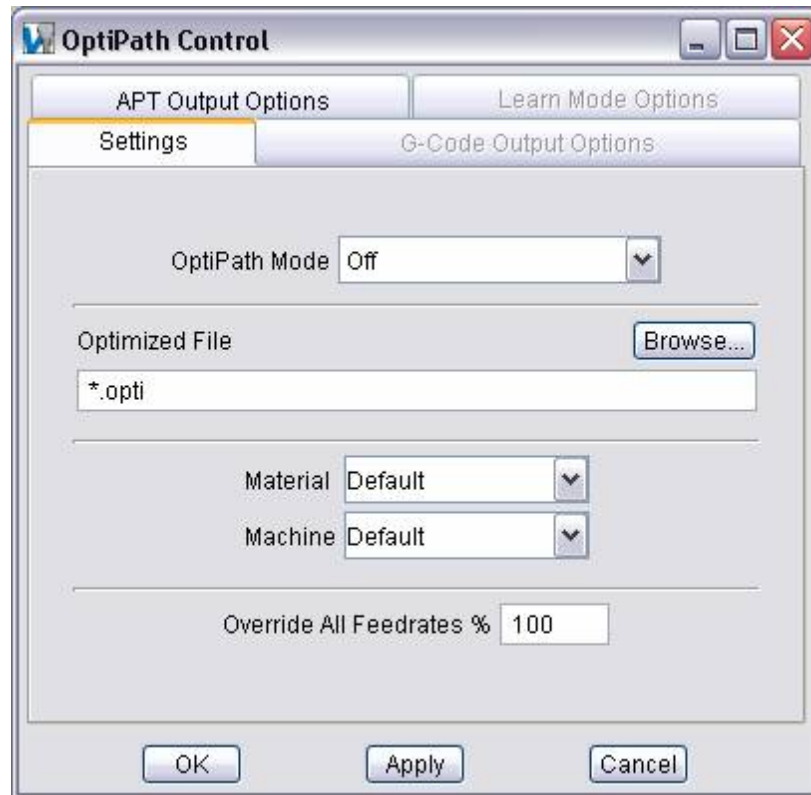 OptiPath Control
APT Output Options
Learn Mode Options
Settings
G-Code Output Options
OptiPath Mode Off
Optimized File
Browse...
*.opti
Material Default
Machine Default
Override All Feedrates % 100
OK
Apply
Cancel